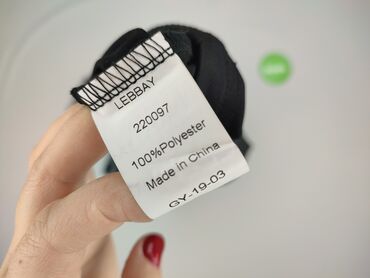 LEBBAY
220097
100%Polyester
Made in China
GY-19-03